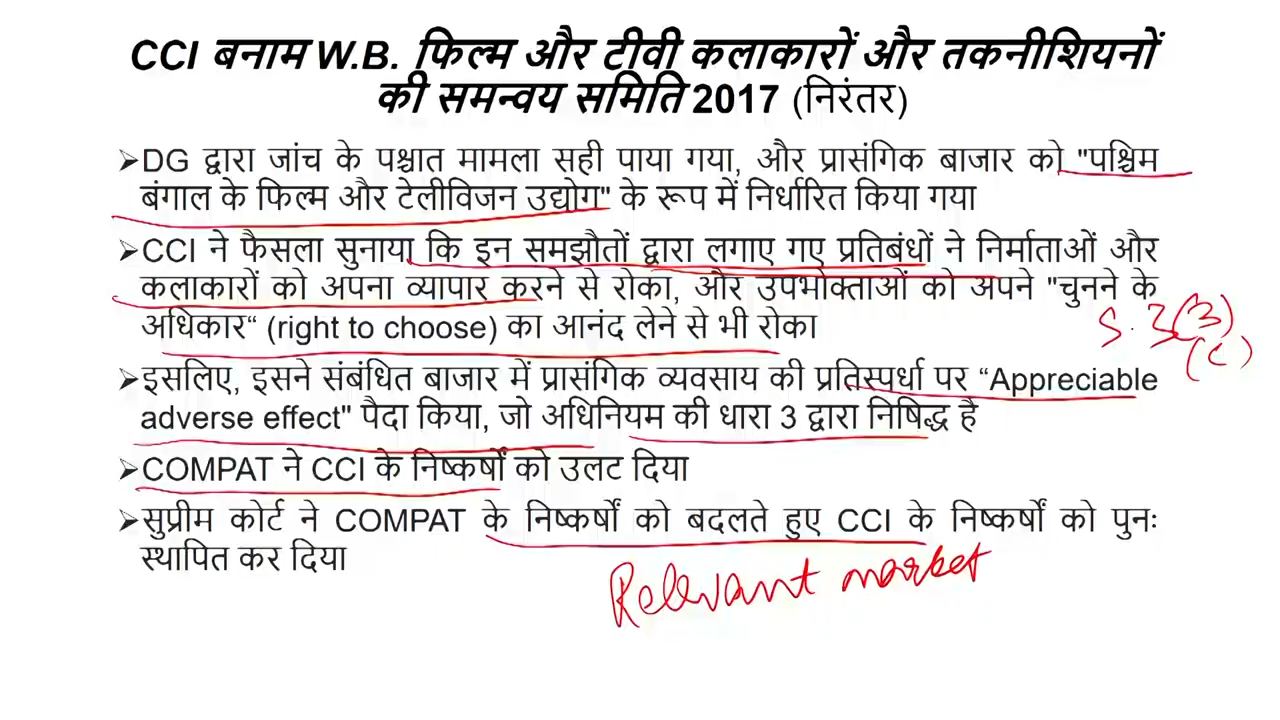 CCI बनाम W.B. फिल्म और टीवी कलाकारों और तकनीशियनों
की समन्वय समिति 2017 (निरंतर)
➢DG द्वारा जांच के पश्चात मामला सही पाया गया, और प्रासंगिक बाजार को "पश्चिम
बंगाल के फिल्म और टेलीविजन उद्योग" के रूप में निर्धारित किया गया
➢CCI ने फैसला सुनाया कि इन समझौतों द्वारा लगाए गए प्रतिबंधों ने निर्माताओं और
कलाकारों को अपना व्यापार करने से रोका, और उपभोक्ताओं को अपने "चुनने के
अधिकार“ (right to choose) का आनंद लेने से भी रोका
S. 3(3)
(c)
➢इसलिए, इसने संबंधित बाजार में प्रासंगिक व्यवसाय की प्रतिस्पर्धा पर “Appreciable
adverse effect" पैदा किया, जो अधिनियम की धारा 3 द्वारा निषिद्ध है
➢COMPAT ने CCI के निष्कर्षों को उलट दिया
➢सुप्रीम कोर्ट ने COMPAT के निष्कर्षों को बदलते हुए CCI के निष्कर्षों को पुनः
स्थापित कर दिया
Relevant market